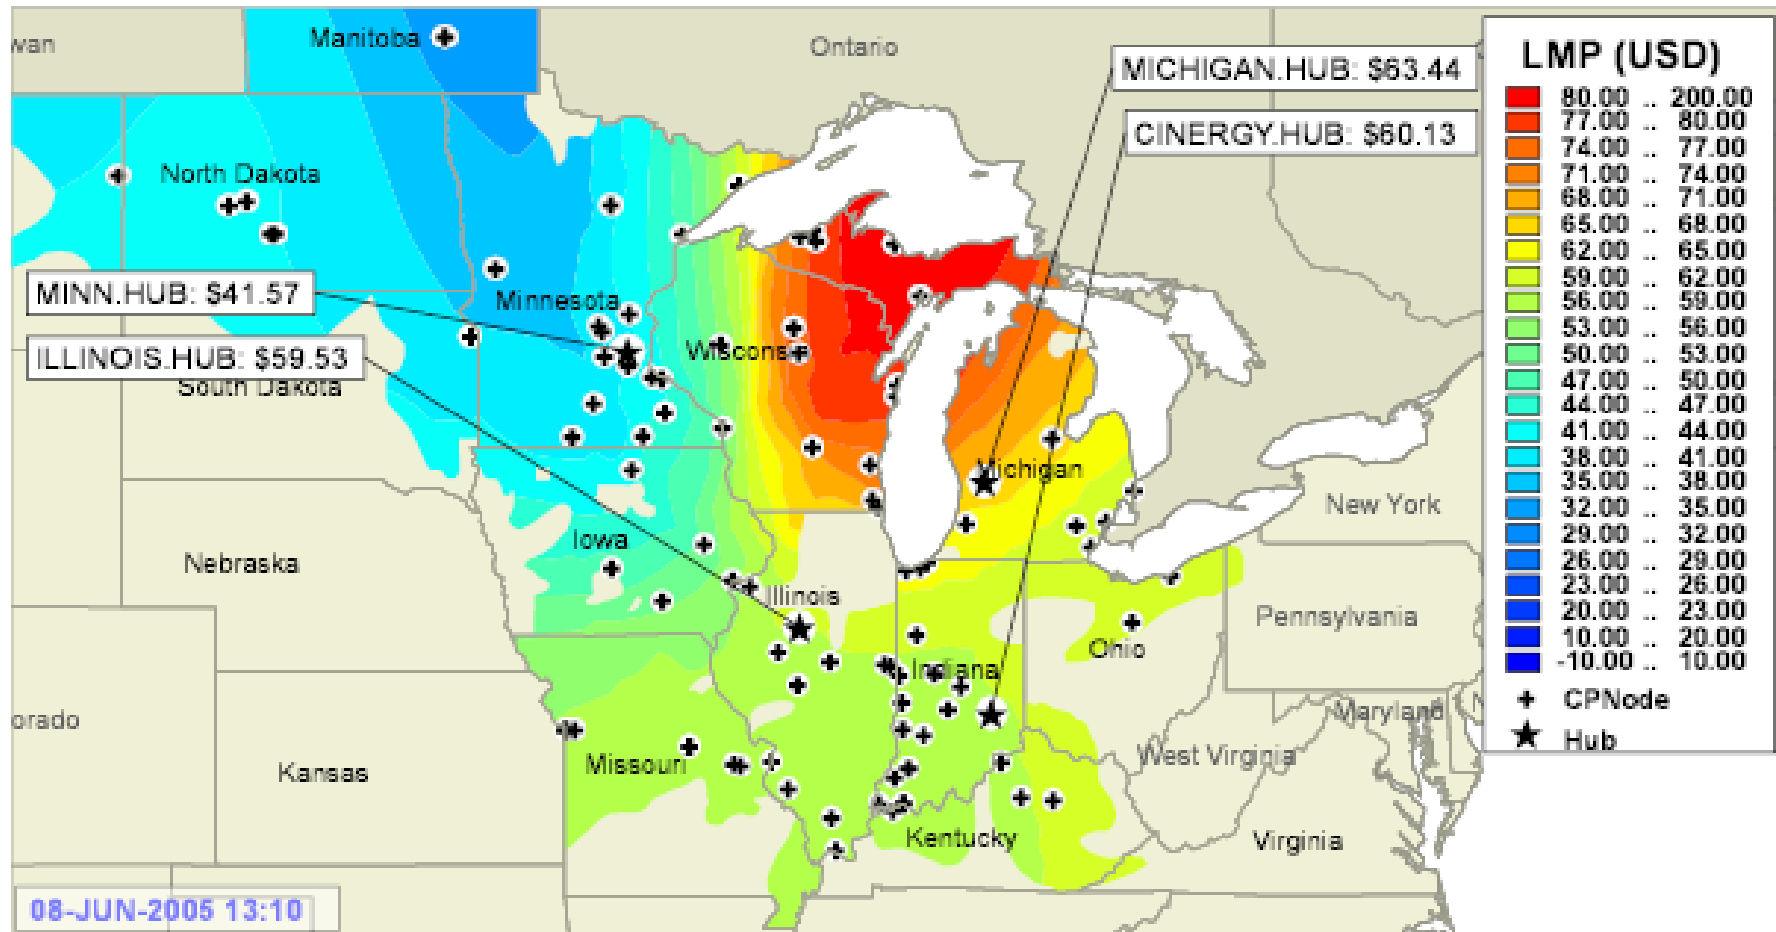 Manitoba
Ontario
wan
MICHIGAN.HUB: $63.44
CINERGY.HUB: $60.13
North Dakota
MINN.HUB: $41.57
Minnesota
ILLINOIS.HUB: $59.53
Wiscons
South Dakota
Michigan
New York
Iowa
Nebraska
Illinois
Pennsylvania
Ohio
Indiana
orado
Maryland
N
West Virginia
Missouri
Kansas
Kentucky
Virginia
08-JUN-2005 13:10
LMP (USD)
80.00 .. 200.00
77.00 .. 80.00
74.00 .. 77.00
71.00 .. 74.00
68.00 .. 71.00
65.00 .. 68.00
62.00 .. 65.00
59.00 .. 62.00
56.00 .. 59.00
53.00 .. 56.00
50.00 .. 53.00
47.00 .. 50.00
44.00 .. 47.00
41.00 .. 44.00
38.00 .. 41.00
35.00 .. 38.00
32.00 .. 35.00
29.00 .. 32.00
26.00 .. 29.00
23.00 .. 26.00
20.00 .. 23.00
10.00 .. 20.00
-10.00 .. 10.00
CPNode
Hub